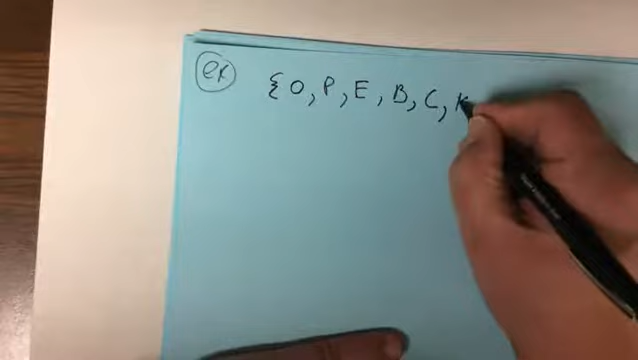 ex {O, P, E, B, C, K